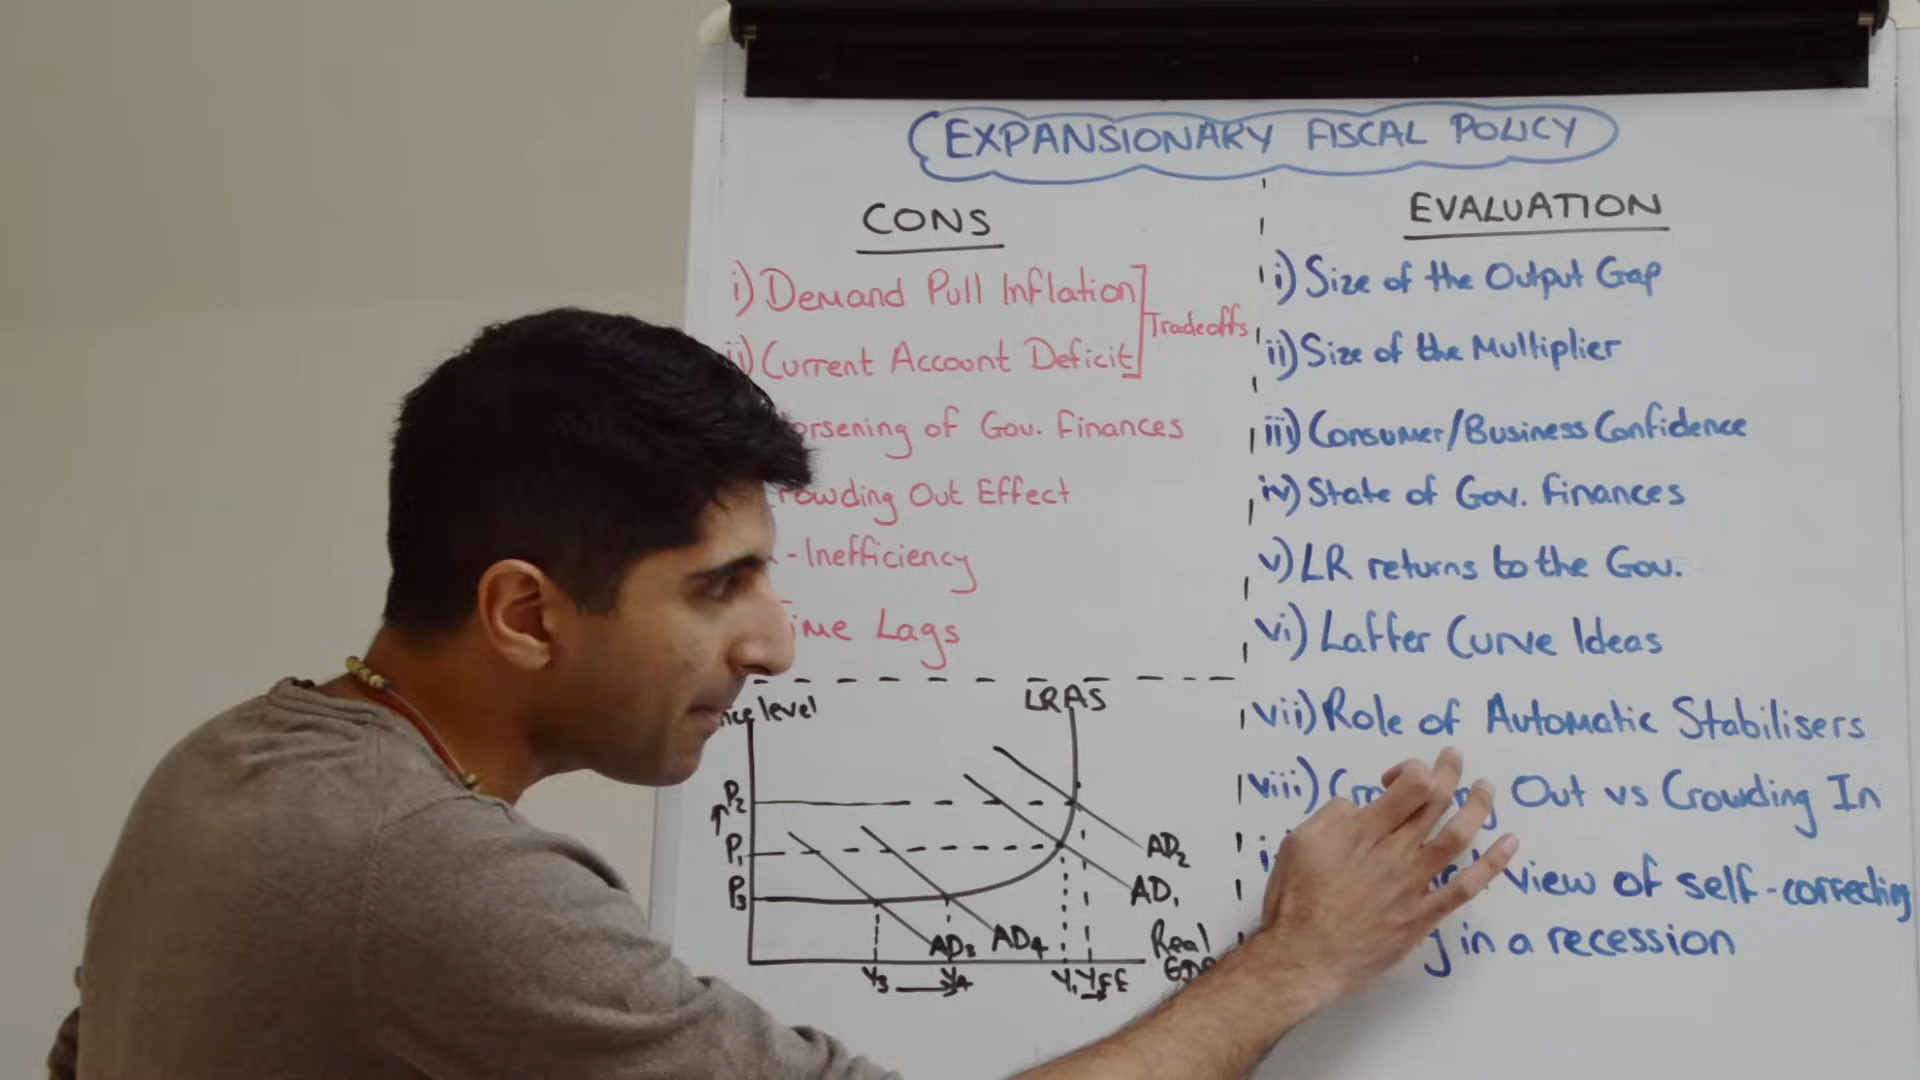 EXPANSIONARY FISCAL POLICY
CONS
i) Demand Pull Inflation
ii) Current Account Deficit
Tradeoffs
orsening of Gov. Finances
rowding Out Effect
-Inefficiency
ime Lags
EVALUATION
i) Size of the Output Gap
ii) Size of the Multiplier
iii) Consumer/Business Confidence
iv) State of Gov. Finances
v) LR returns to the Gov.
vi) Laffer Curve Ideas
vii) Role of Automatic Stabilisers
viii) Out vs Crowding In
view of self-correcting
in a recession
level
LRAS
P2
P1
P3
AD2
AD1
AD3
AD4
Real
Y3
Y4
Y1
YFE